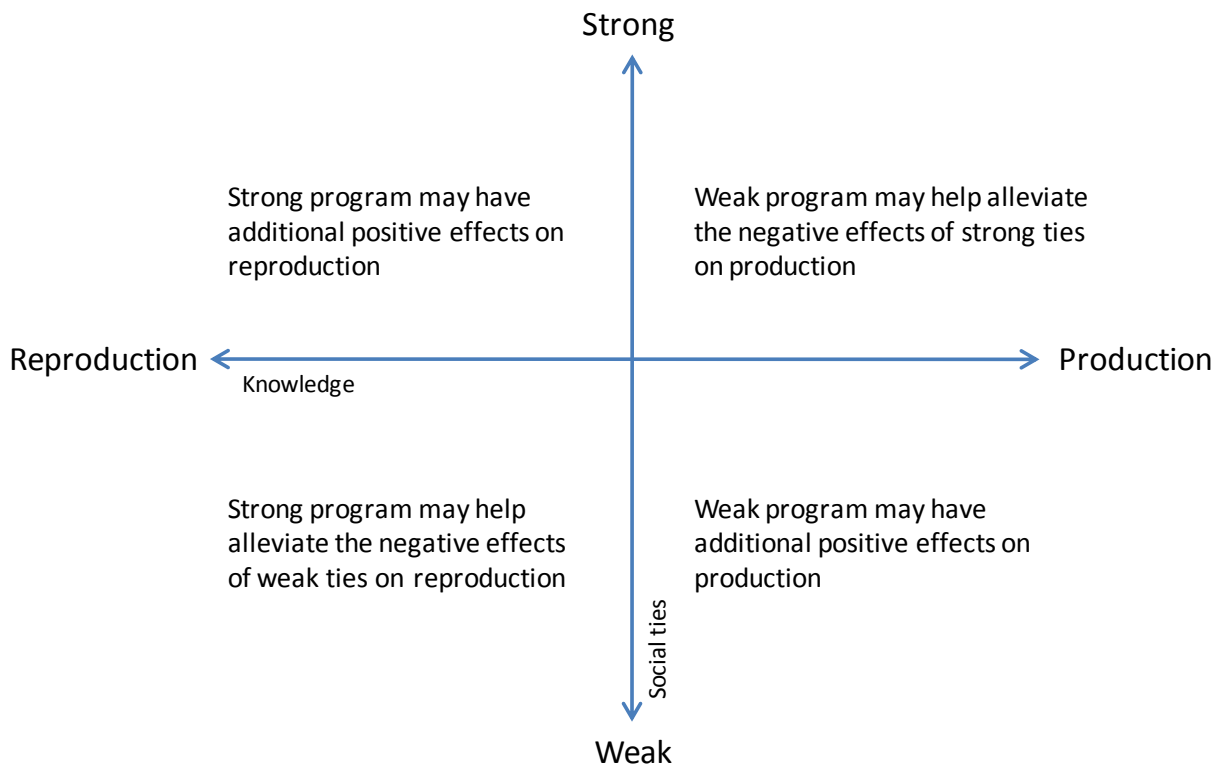 Strong
Strong program may have
additional positive effects on
reproduction
Weak program may help alleviate
the negative effects of strong ties
on production
Reproduction
Production
Knowledge
Strong program may help
alleviate the negative effects
of weak ties on reproduction
Weak program may have
additional positive effects on
production
Social ties
Weak